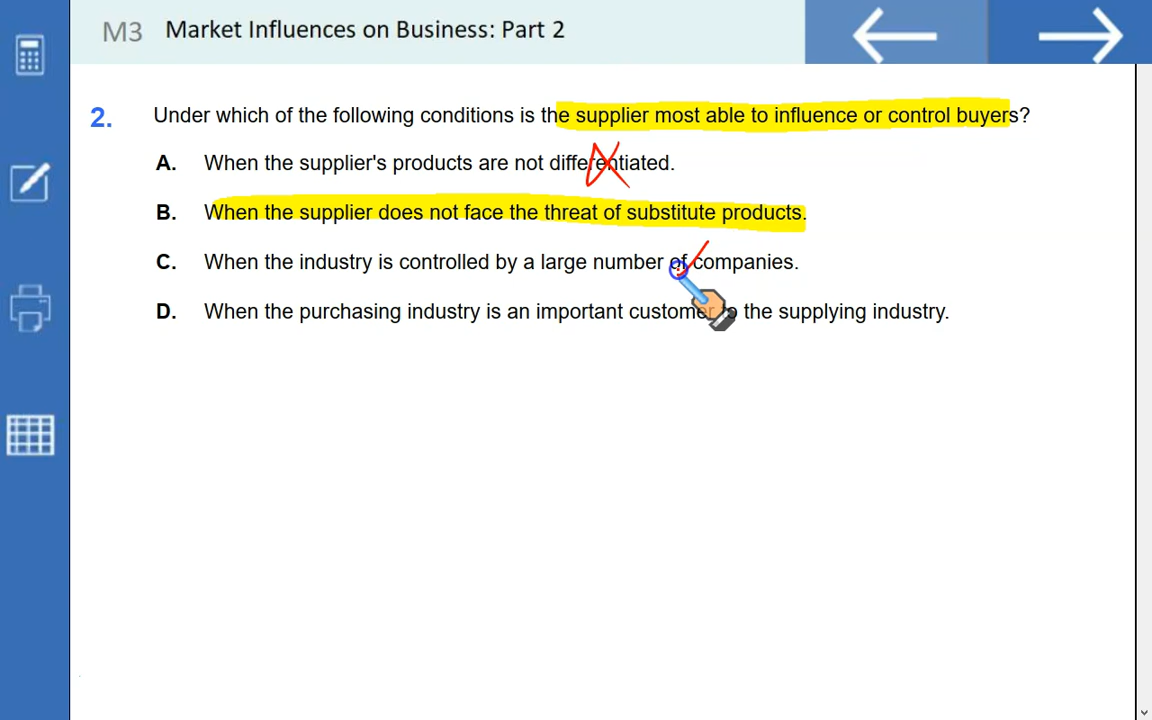 M3 Market Influences on Business: Part 2
2. Under which of the following conditions is the supplier most able to influence or control buyers?
A. When the supplier's products are not differentiated.
B. When the supplier does not face the threat of substitute products.
C. When the industry is controlled by a large number of companies.
D. When the purchasing industry is an important customer to the supplying industry.